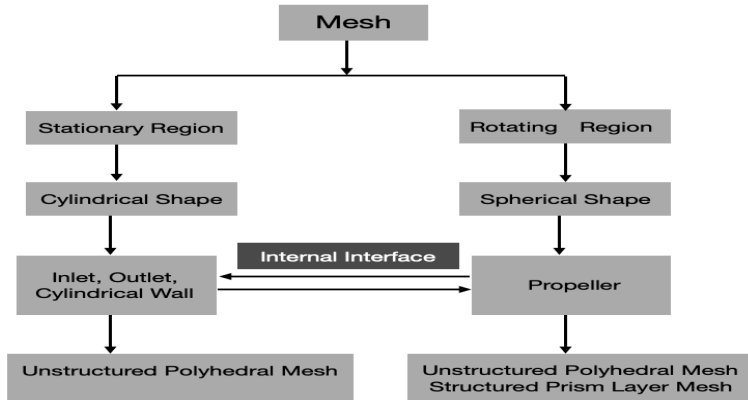 Mesh
Stationary Region
Rotating Region
Cylindrical Shape
Spherical Shape
Internal Interface
Inlet, Outlet,
Cylindrical Wall
Propeller
Unstructured Polyhedral Mesh
Unstructured Polyhedral Mesh
Structured Prism Layer Mesh